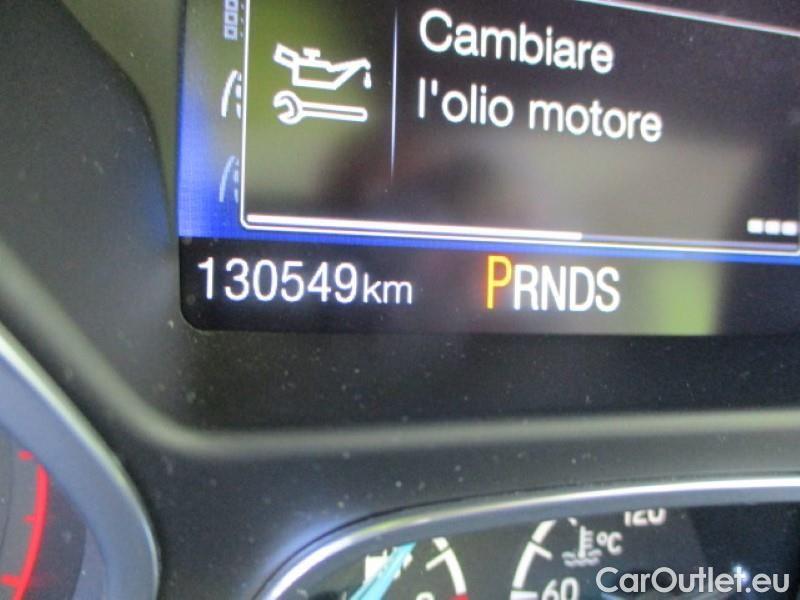 Cambiare
l'olio motore
130549km PRNDS
120
°C
60
CarOutlet.eu